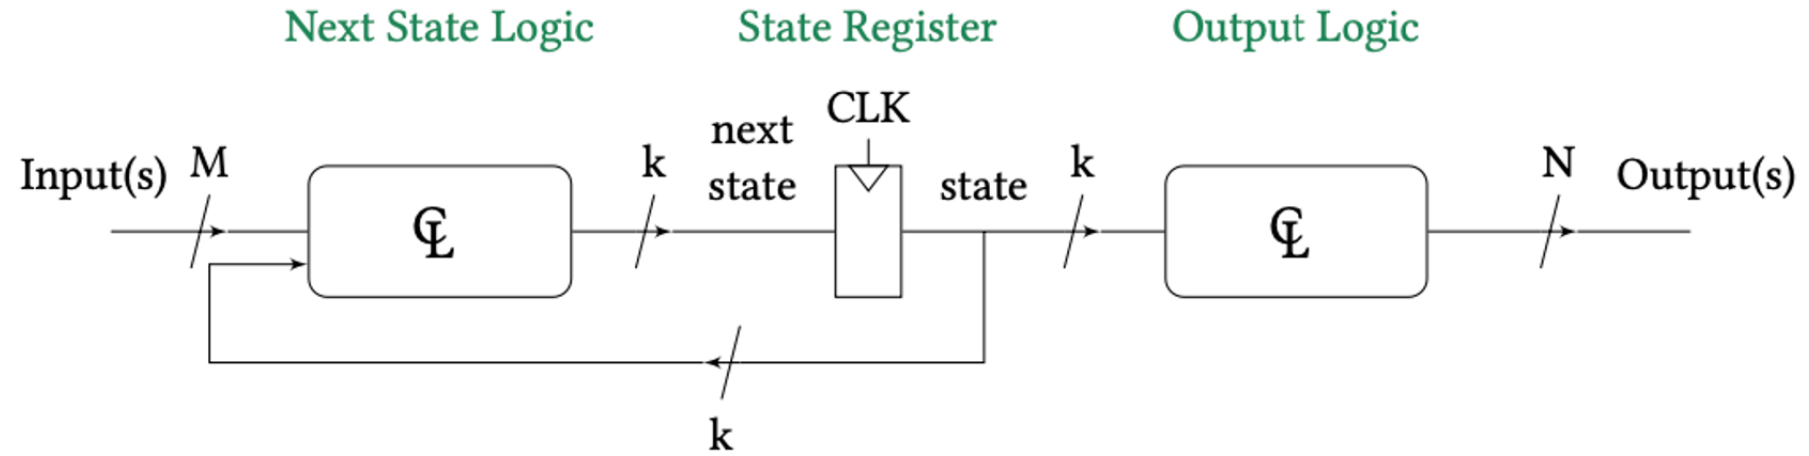 Next State Logic
State Register
Output Logic
CLK
next
state
Input(s)
M
k
state
k
N
Output(s)
CL
CL
k